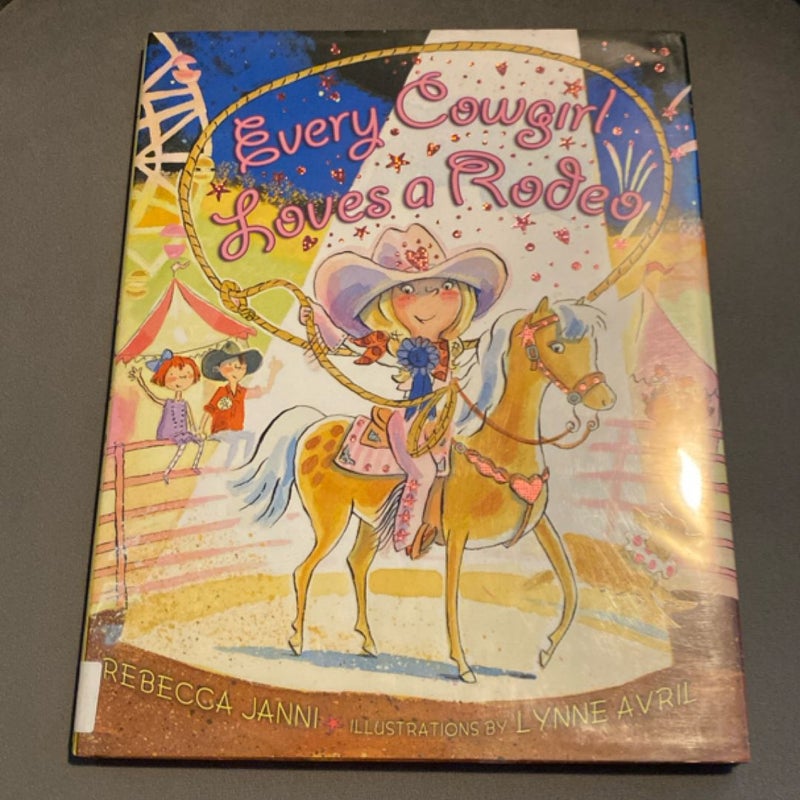 Every Cowgirl
Loves a Rodeo
REBECCA JANNI ★ ILLUSTRATIONS BY LYNNE AVRIL